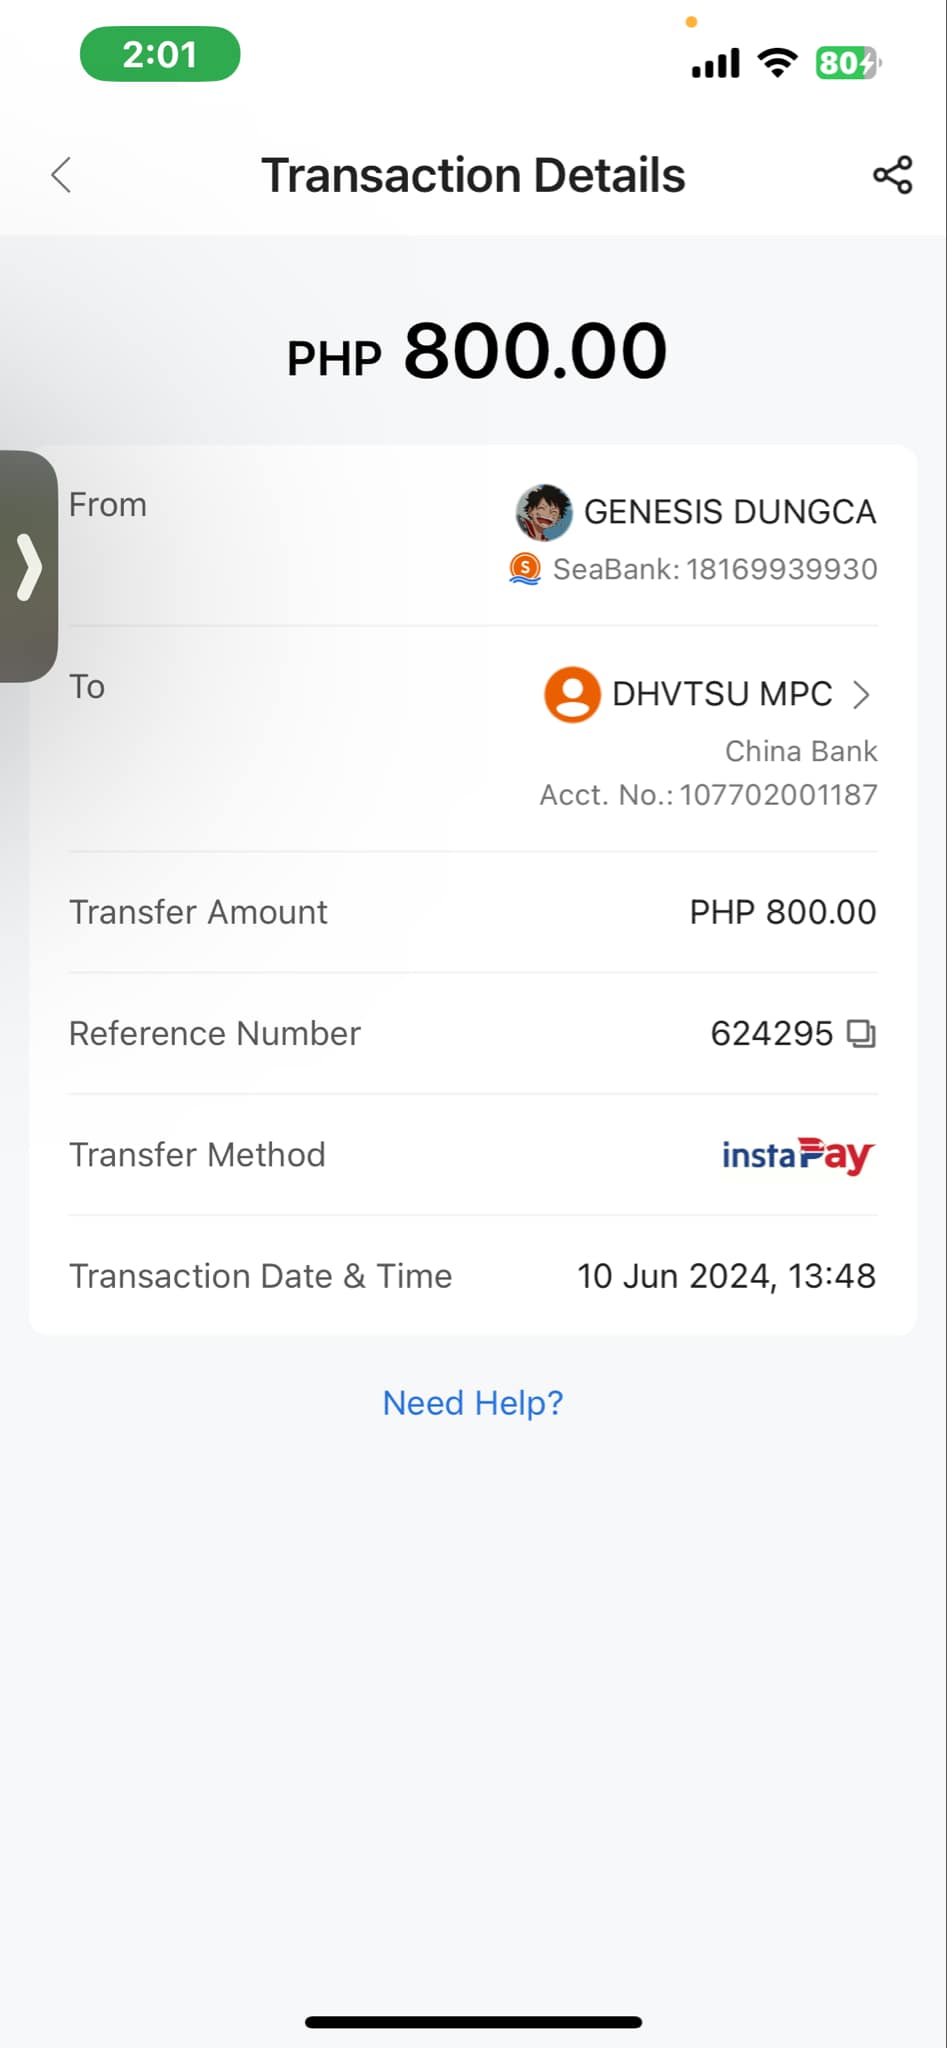 2:01
80
Transaction Details
PHP 800.00
From
GENESIS DUNGCA
S SeaBank: 18169939930
To
DHVTSU MPC
China Bank
Acct. No.: 107702001187
Transfer Amount PHP 800.00
Reference Number 624295
Transfer Method instaPay
Transaction Date & Time 10 Jun 2024, 13:48
Need Help?